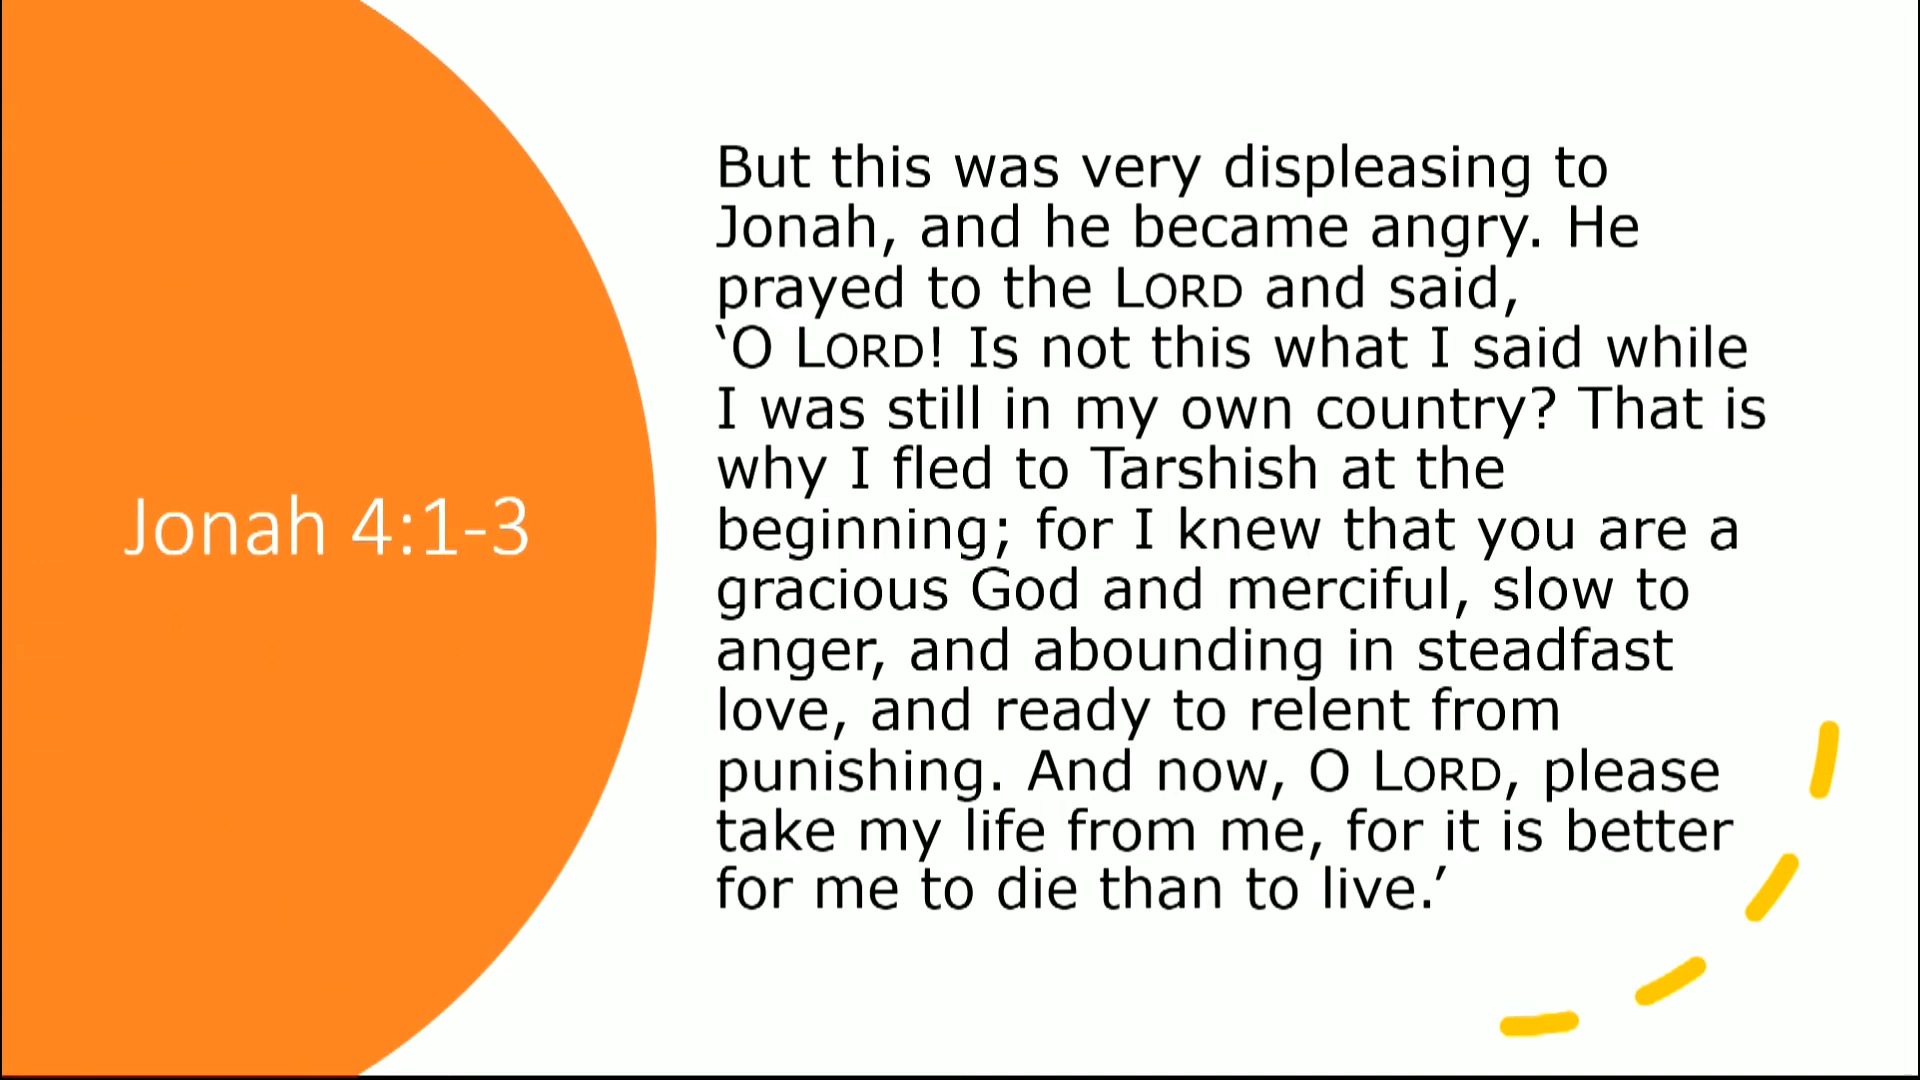 Jonah 4:1-3
But this was very displeasing to
Jonah, and he became angry. He
prayed to the LORD and said,
‘O LORD! Is not this what I said while
I was still in my own country? That is
why I fled to Tarshish at the
beginning; for I knew that you are a
gracious God and merciful, slow to
anger, and abounding in steadfast
love, and ready to relent from
punishing. And now, O LORD, please
take my life from me, for it is better
for me to die than to live.’